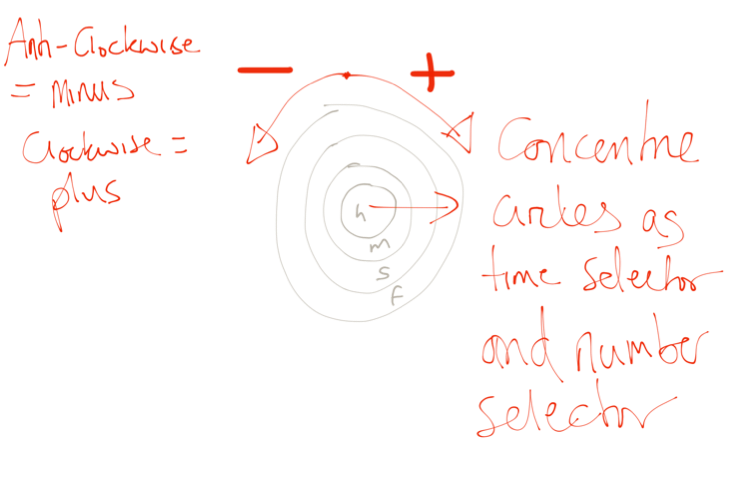 Anti-Clockwise
= Minus
Clockwise =
plus
− +
h
m
s
f
Concentric
circles as
time selector
and number
selector